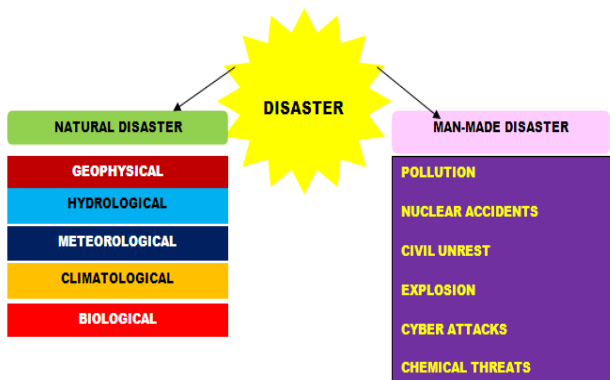 DISASTER
NATURAL DISASTER
GEOPHYSICAL
HYDROLOGICAL
METEOROLOGICAL
CLIMATOLOGICAL
BIOLOGICAL
MAN-MADE DISASTER
POLLUTION
NUCLEAR ACCIDENTS
CIVIL UNREST
EXPLOSION
CYBER ATTACKS
CHEMICAL THREATS